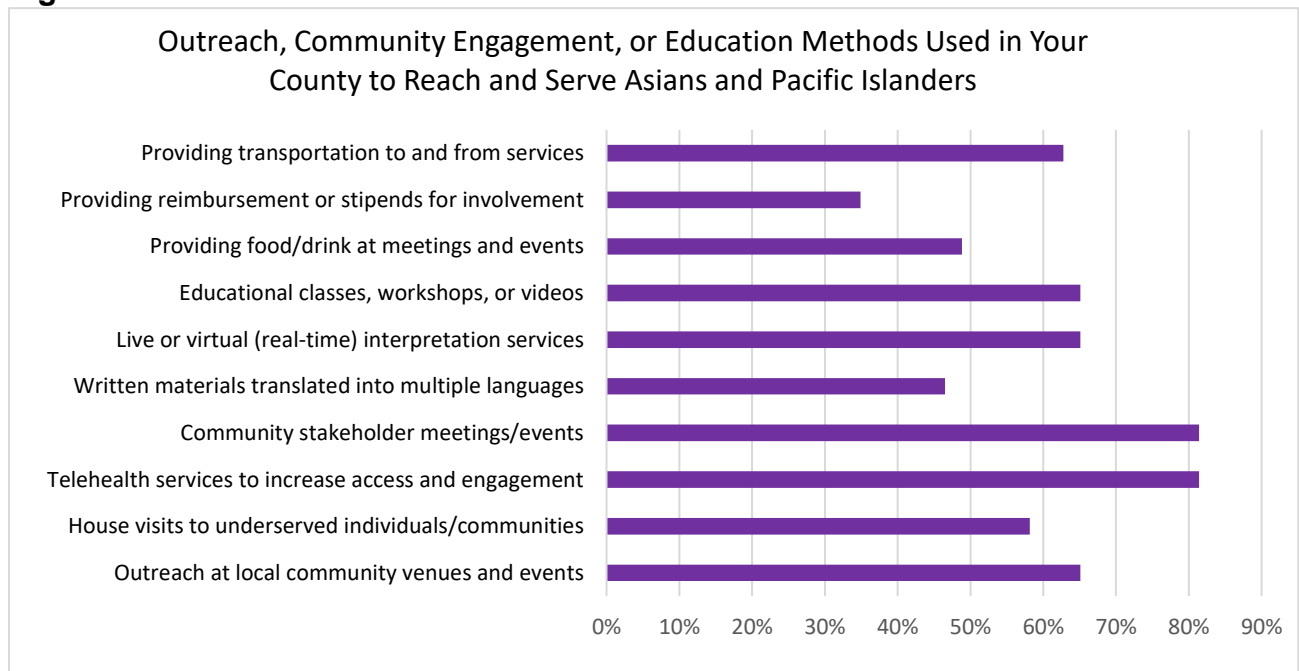 Outreach, Community Engagement, or Education Methods Used in Your
County to Reach and Serve Asians and Pacific Islanders
Providing transportation to and from services
Providing reimbursement or stipends for involvement
Providing food/drink at meetings and events
Educational classes, workshops, or videos
Live or virtual (real-time) interpretation services
Written materials translated into multiple languages
Community stakeholder meetings/events
Telehealth services to increase access and engagement
House visits to underserved individuals/communities
Outreach at local community venues and events
0% 10% 20% 30% 40% 50% 60% 70% 80% 90%